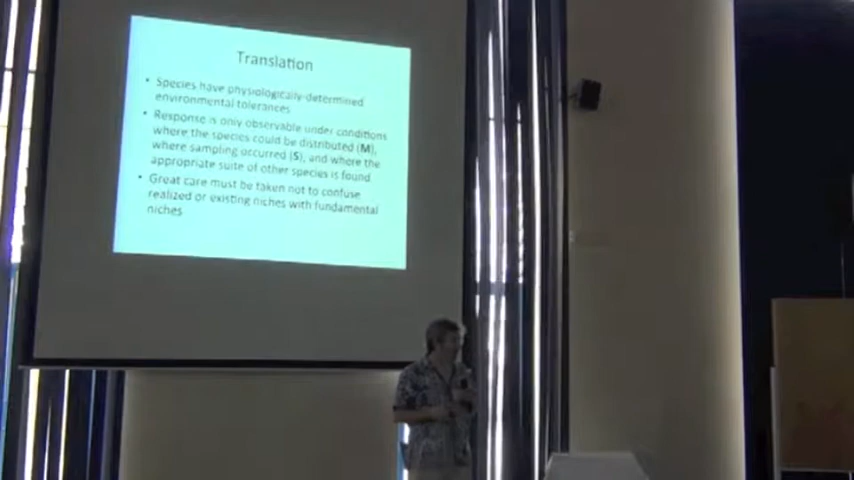 Translation
• Species have physiologically-determined
environmental tolerances
• Response is only observable under conditions
where the species could be distributed (M),
where sampling occurred (S), and where the
appropriate suite of other species is found
• Great care must be taken not to confuse
realized or existing niches with fundamental
niches